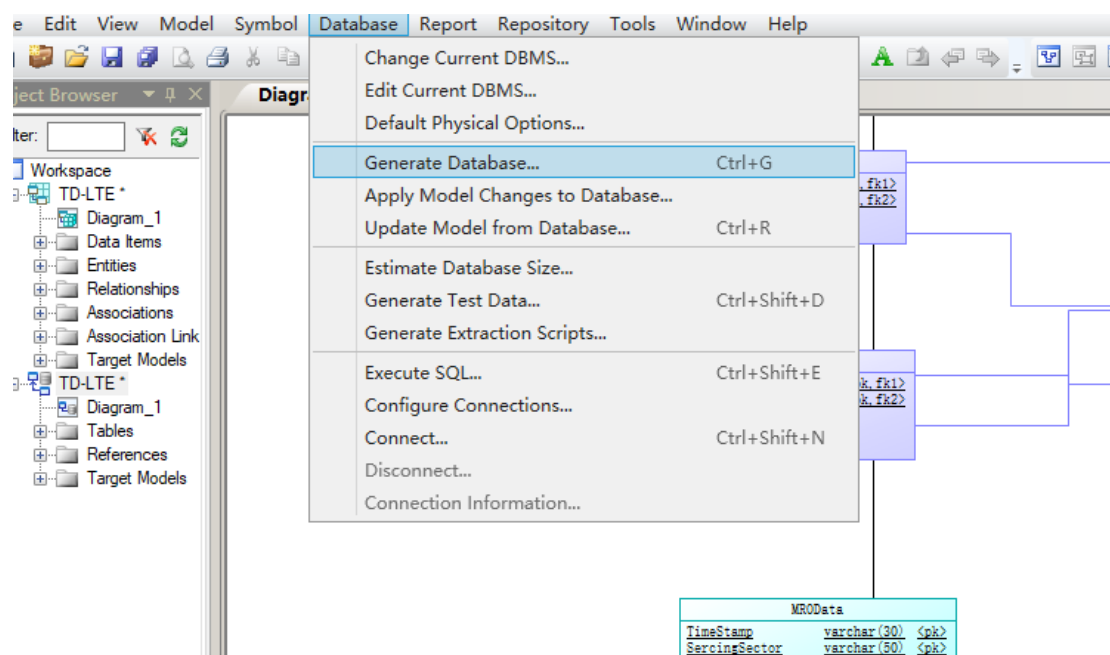 e Edit View Model Symbol Database Report Repository Tools Window Help
ject Browser
Diagr
lter:
Workspace
TD-LTE *
Diagram_1
Data Items
Entities
Relationships
Associations
Association Link
Target Models
TD-LTE *
Diagram_1
Tables
References
Target Models
Change Current DBMS...
Edit Current DBMS...
Default Physical Options...
Generate Database... Ctrl+G
Apply Model Changes to Database...
Update Model from Database... Ctrl+R
Estimate Database Size...
Generate Test Data... Ctrl+Shift+D
Generate Extraction Scripts...
Execute SQL... Ctrl+Shift+E
Configure Connections...
Connect... Ctrl+Shift+N
Disconnect...
Connection Information...
,fk1>
,fk2>
k,fk1>
k,fk2>
MROData
TimeStamp varchar(30) <pk>
SercingSector varchar(50) <pk>